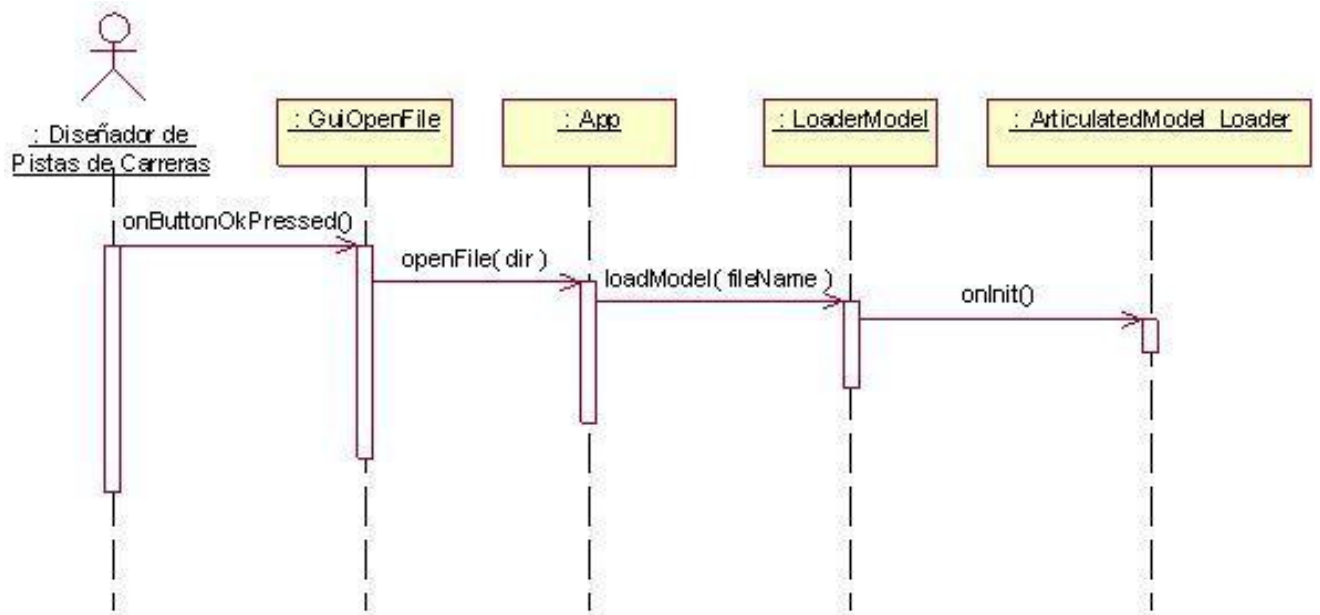 : Diseñador de
Pistas de Carreras
: GuiOpenFile
: App
: LoaderModel
: ArticulatedModel_Loader
onButtonOkPressed()
openFile( dir )
loadModel( fileName )
onInit()